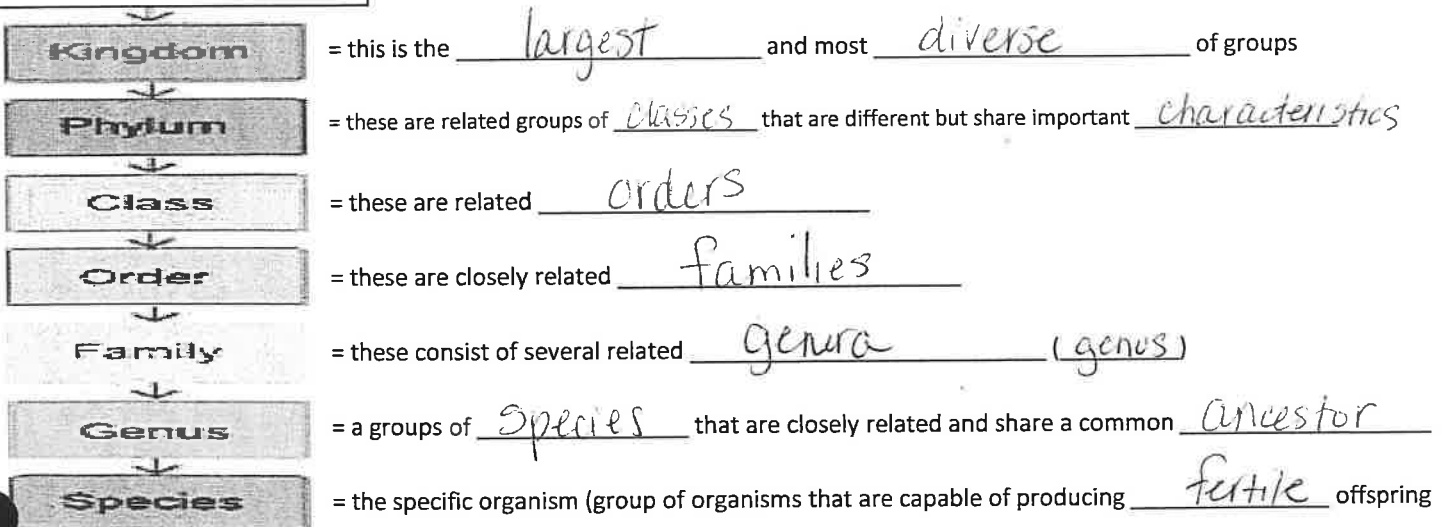 Kingdom = this is the largest and most diverse of groups
Phylum = these are related groups of classes that are different but share important characteristics
Class = these are related orders
Order = these are closely related families
Family = these consist of several related genera (genus)
Genus = a groups of species that are closely related and share a common ancestor
Species = the specific organism (group of organisms that are capable of producing fertile offspring